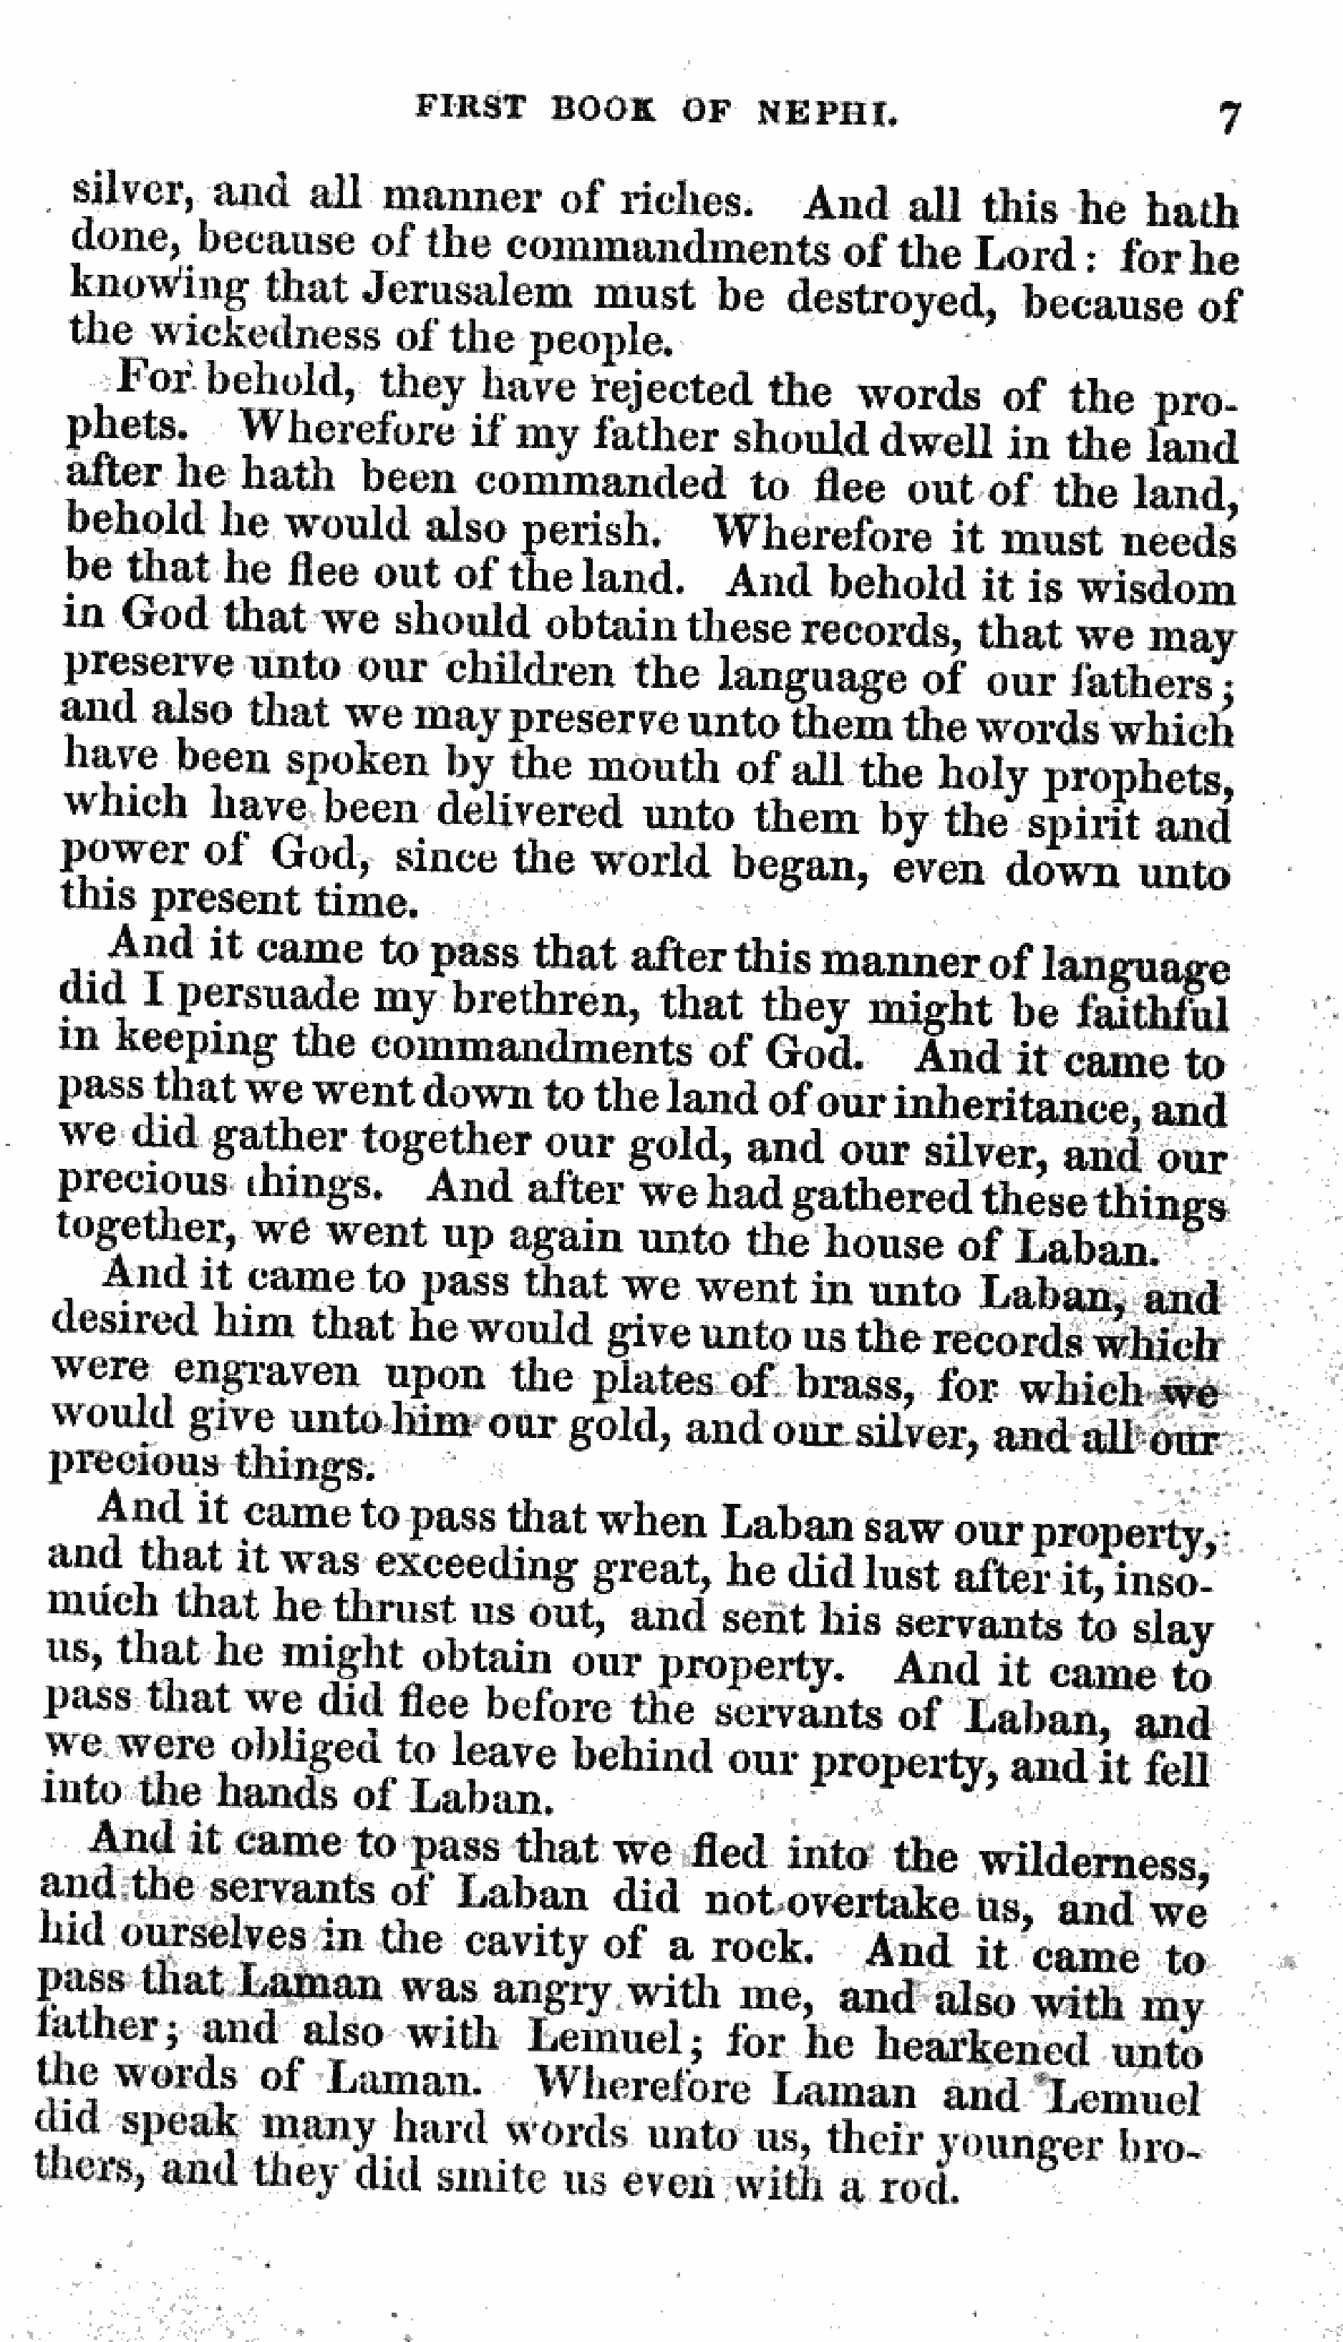 FIRST BOOK OF NEPHI. 7
silver, and all manner of riches. And all this he hath
done, because of the commandments of the Lord: for he
knowing that Jerusalem must be destroyed, because of
the wickedness of the people.
For behold, they have rejected the words of the pro-
phets. Wherefore if my father should dwell in the land
after he hath been commanded to flee out of the land,
behold he would also perish. Wherefore it must needs
be that he flee out of the land. And behold it is wisdom
in God that we should obtain these records, that we may
preserve unto our children the language of our fathers;
and also that we may preserve unto them the words which
have been spoken by the mouth of all the holy prophets,
which have been delivered unto them by the spirit and
power of God, since the world began, even down unto
this present time.
And it came to pass that after this manner of language
did I persuade my brethren, that they might be faithful
in keeping the commandments of God. And it came to
pass that we went down to the land of our inheritance, and
we did gather together our gold, and our silver, and our
precious things. And after we had gathered these things
together, we went up again unto the house of Laban.
And it came to pass that we went in unto Laban, and
desired him that he would give unto us the records which
were engraven upon the plates of brass, for which we
would give unto him our gold, and our silver, and all our
precious things.
And it came to pass that when Laban saw our property,
and that it was exceeding great, he did lust after it, inso-
much that he thrust us out, and sent his servants to slay
us, that he might obtain our property. And it came to
pass that we did flee before the servants of Laban, and
we were obliged to leave behind our property, and it fell
into the hands of Laban.
And it came to pass that we fled into the wilderness,
and the servants of Laban did not overtake us, and we
hid ourselves in the cavity of a rock. And it came to
pass that Laman was angry with me, and also with my
father; and also with Lemuel; for he hearkened unto
the words of Laman. Wherefore Laman and Lemuel
did speak many hard words unto us, their younger bro-
thers, and they did smite us even with a rod.